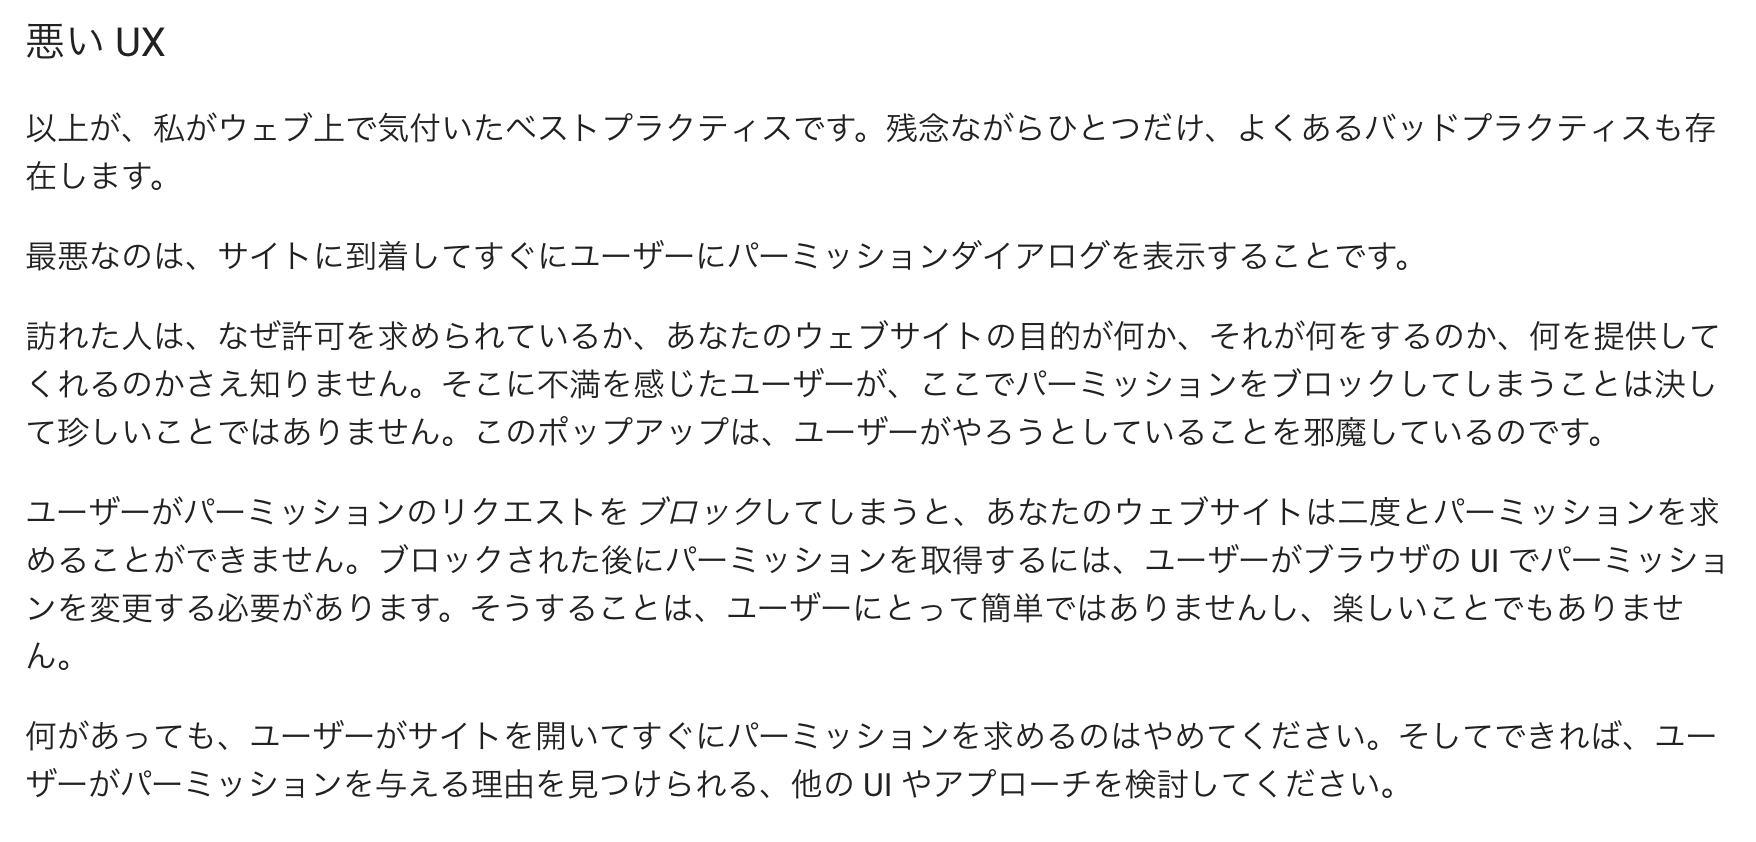 悪い UX
以上が、私がウェブ上で気付いたベストプラクティスです。残念ながらひとつだけ、よくあるバッドプラクティスも存
在します。
最悪なのは、サイトに到着してすぐにユーザーにパーミッションダイアログを表示することです。
訪れた人は、なぜ許可を求められているか、あなたのウェブサイトの目的が何か、それが何をするのか、何を提供して
くれるのかさえ知りません。そこに不満を感じたユーザーが、ここでパーミッションをブロックしてしまうことは決し
て珍しいことではありません。このポップアップは、ユーザーがやろうとしていることを邪魔しているのです。
ユーザーがパーミッションのリクエストを ブロックしてしまうと、あなたのウェブサイトは二度とパーミッションを求
めることができません。ブロックされた後にパーミッションを取得するには、ユーザーがブラウザの UI でパーミッショ
ンを変更する必要があります。そうすることは、ユーザーにとって簡単ではありませんし、楽しいことでもありませ
ん。
何があっても、ユーザーがサイトを開いてすぐにパーミッションを求めるのはやめてください。そしてできれば、ユー
ザーがパーミッションを与える理由を見つけられる、他の UI やアプローチを検討してください。